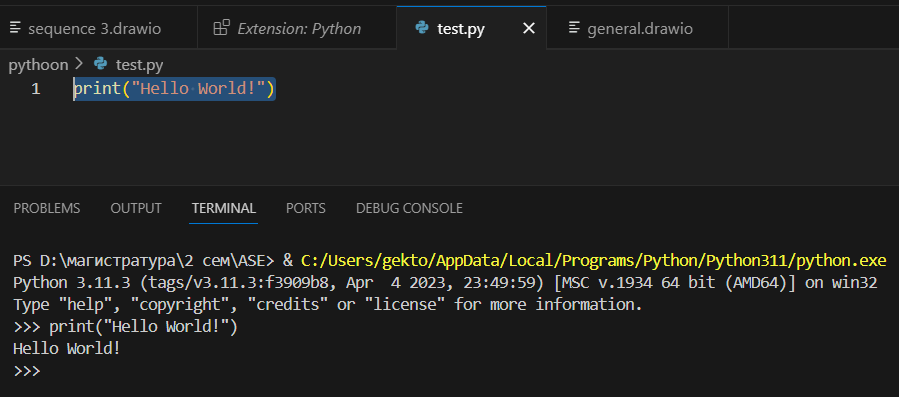 sequence 3.drawio Extension: Python test.py general.drawio
pythoon > test.py
1 print("Hello World!")
PROBLEMS OUTPUT TERMINAL PORTS DEBUG CONSOLE
PS D:\магистратура\2 сем\ASE> & C:/Users/gekto/AppData/Local/Programs/Python/Python311/python.exe
Python 3.11.3 (tags/v3.11.3:f3909b8, Apr  4 2023, 23:49:59) [MSC v.1934 64 bit (AMD64)] on win32
Type "help", "copyright", "credits" or "license" for more information.
>>> print("Hello World!")
Hello World!
>>>